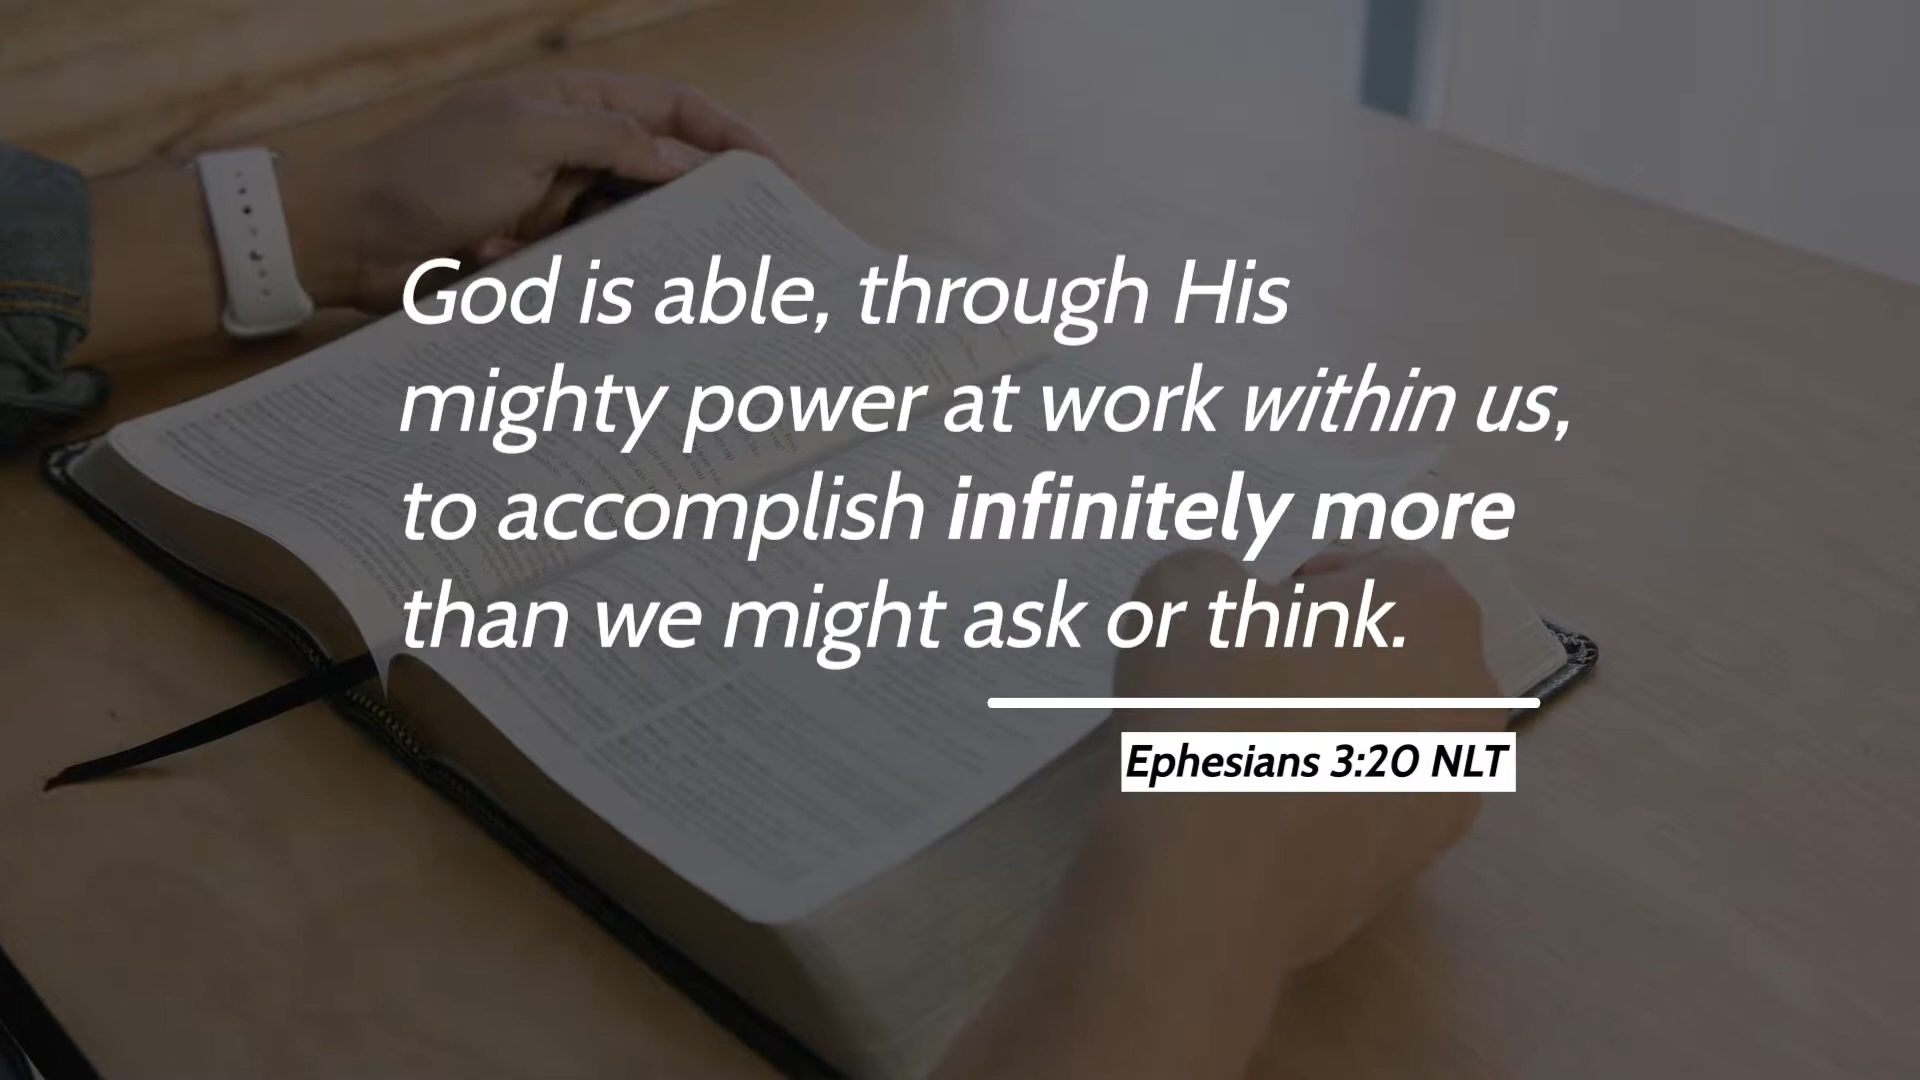 God is able, through His
mighty power at work within us,
to accomplish infinitely more
than we might ask or think.
Ephesians 3:20 NLT